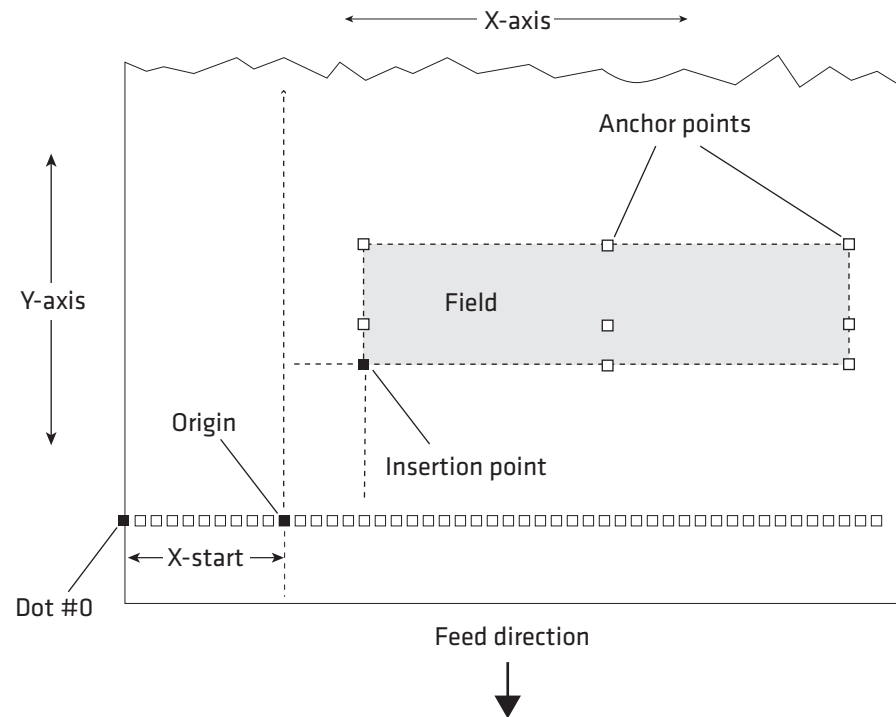 X-axis
Anchor points
Y-axis
Field
Origin
Insertion point
X-start
Dot #0
Feed direction